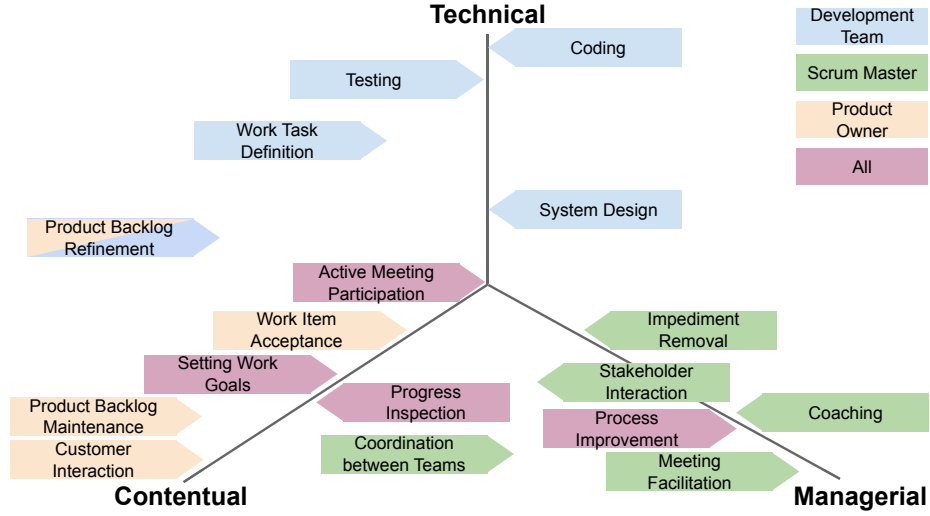 Technical
Development
Team
Coding
Scrum Master
Testing
Product
Owner
Work Task
Definition
All
System Design
Product Backlog
Refinement
Active Meeting
Participation
Work Item
Acceptance
Impediment
Removal
Setting Work
Goals
Stakeholder
Interaction
Progress
Inspection
Product Backlog
Maintenance
Process
Improvement
Coaching
Customer
Interaction
Coordination
between Teams
Meeting
Facilitation
Contentual
Managerial